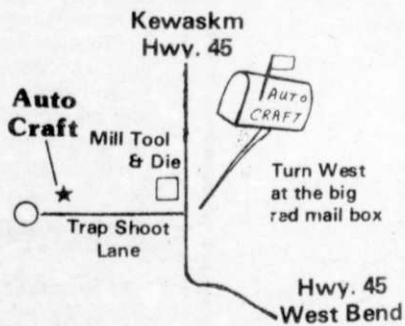 Kewaskm
Hwy. 45
AUTO
CRAFT
Auto
Craft
Mill Tool
& Die
Turn West
at the big
red mail box
Trap Shoot
Lane
Hwy. 45
West Bend